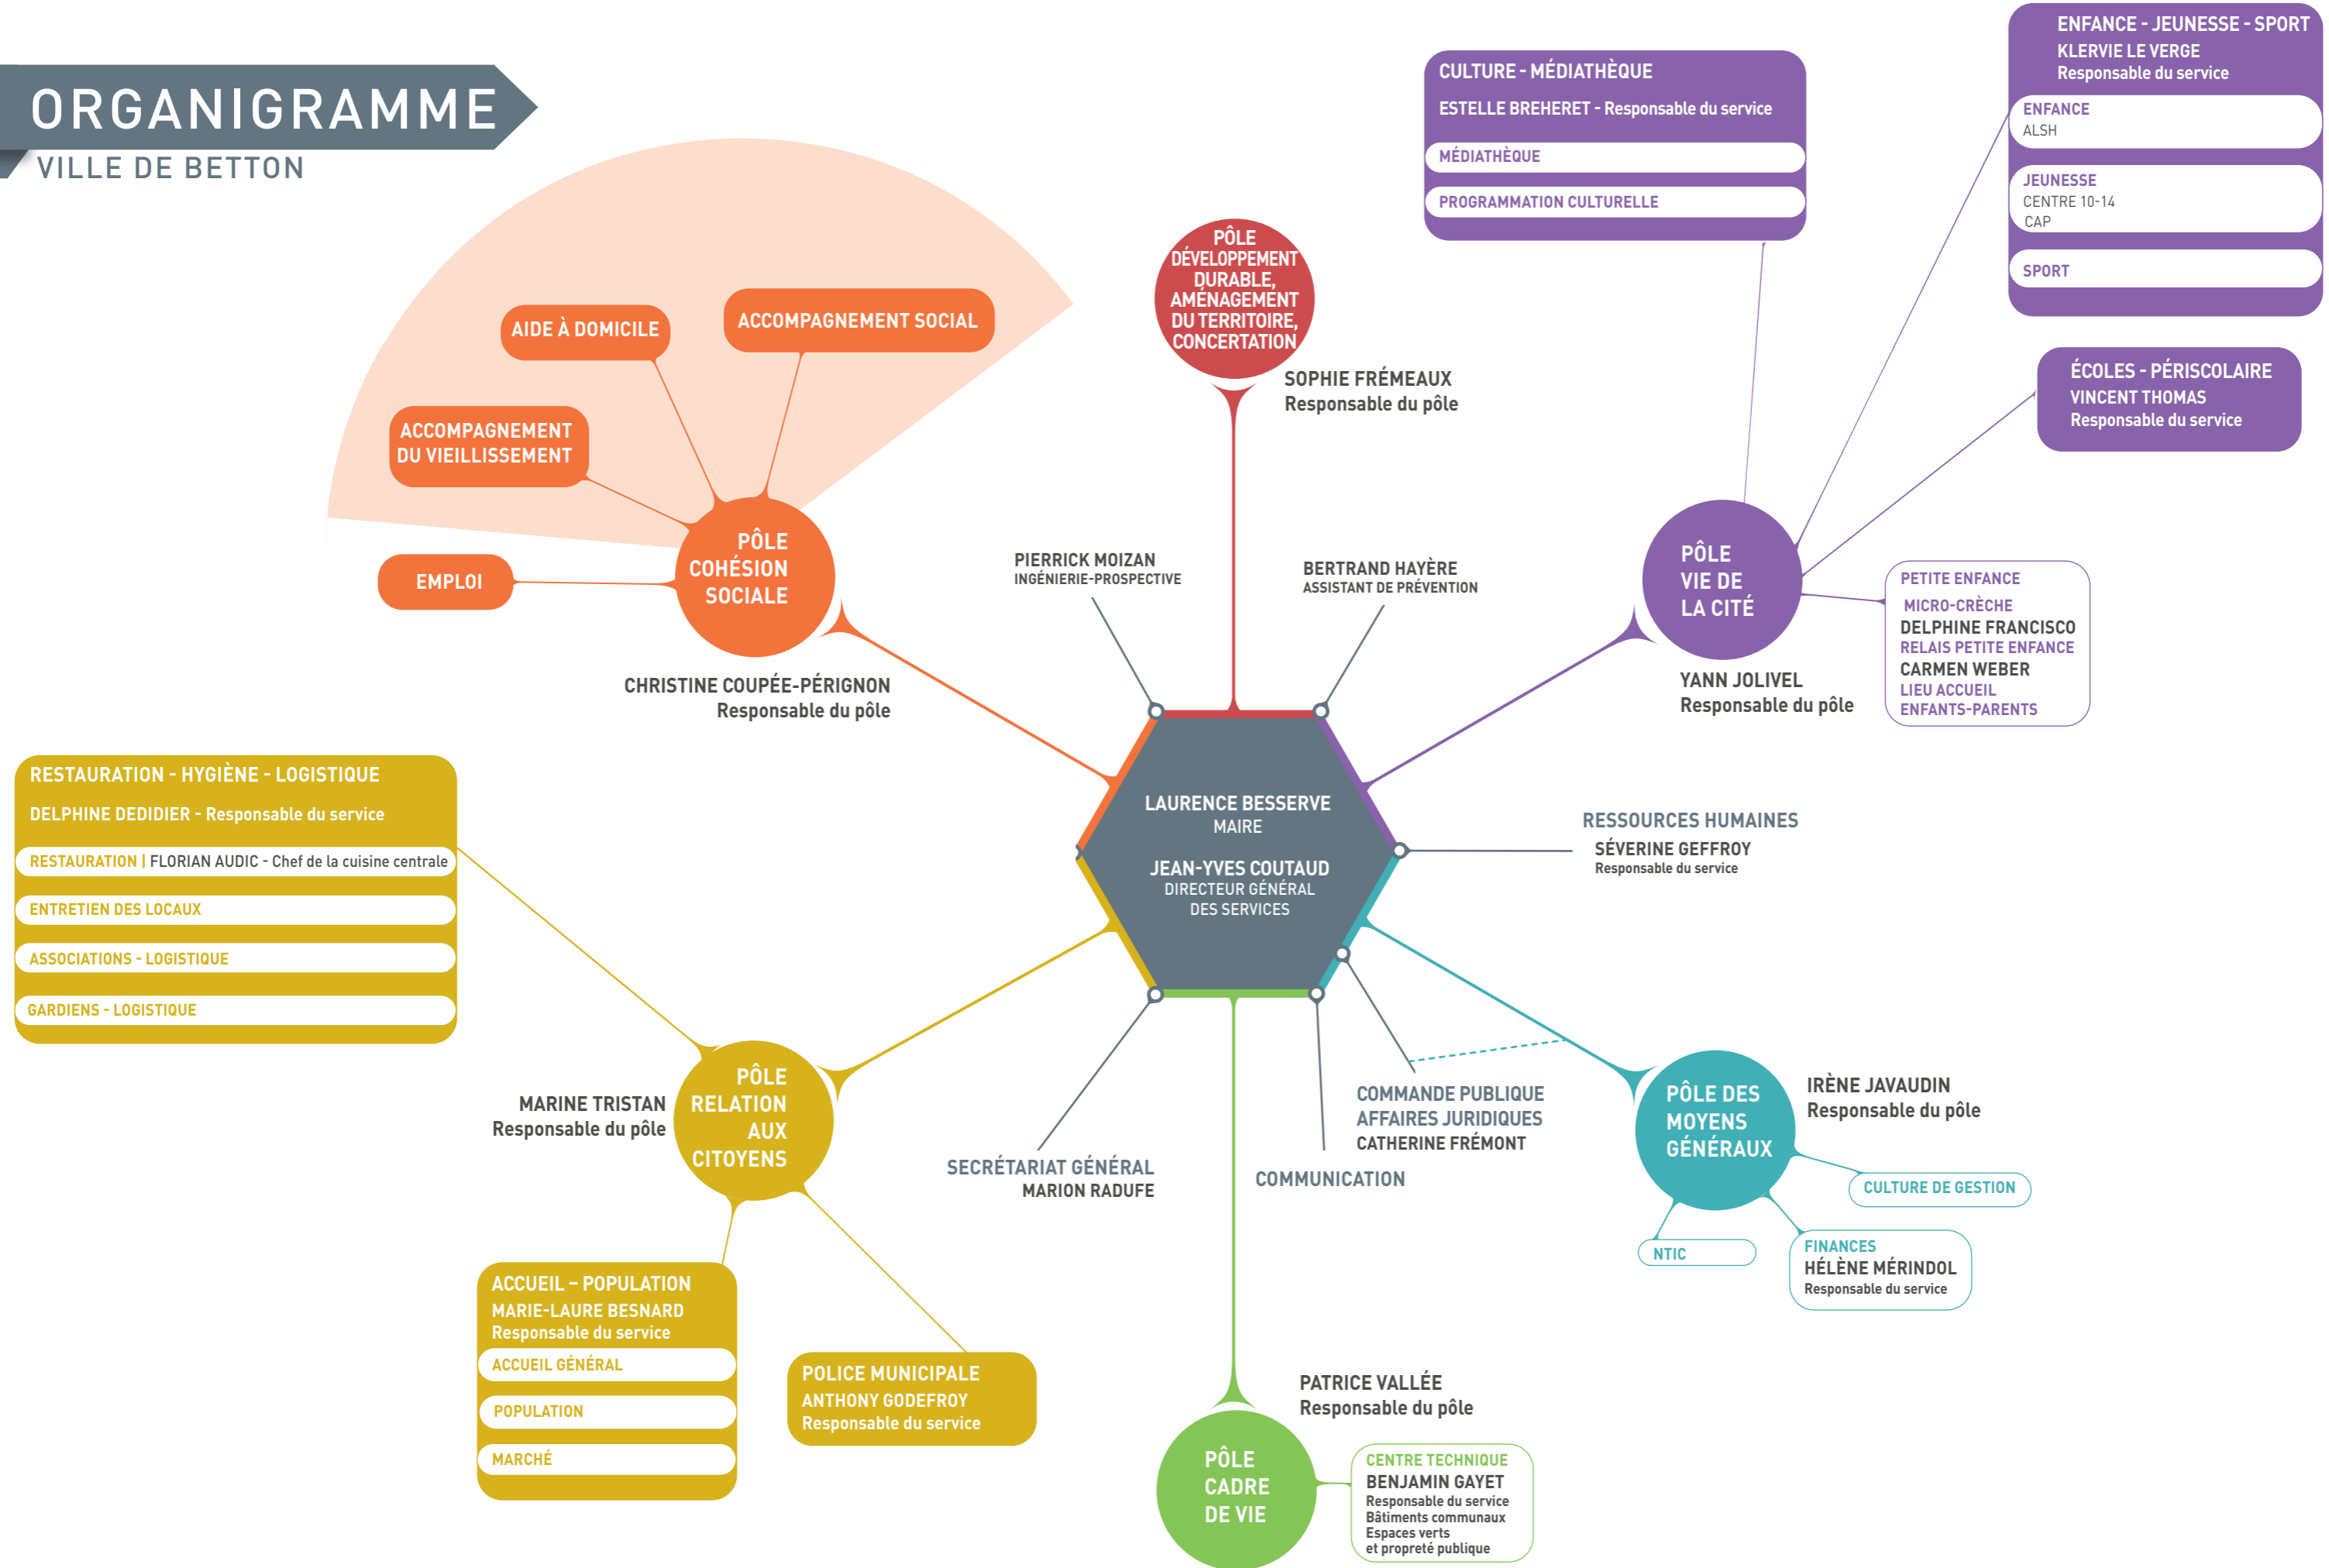 ORGANIGRAMME
VILLE DE BETTON
AIDE À DOMICILE
ACCOMPAGNEMENT SOCIAL
ACCOMPAGNEMENT
DU VIEILLISSEMENT
EMPLOI
PÔLE
COHÉSION
SOCIALE
CHRISTINE COUPÉE-PÉRIGNON
Responsable du pôle
PÔLE
DÉVELOPPEMENT
DURABLE,
AMÉNAGEMENT
DU TERRITOIRE,
CONCERTATION
SOPHIE FRÉMEAUX
Responsable du pôle
PIERRICK MOIZAN
INGÉNIERIE-PROSPECTIVE
BERTRAND HAYÈRE
ASSISTANT DE PRÉVENTION
CULTURE - MÉDIATHÈQUE
ESTELLE BREHERET - Responsable du service
MÉDIATHÈQUE
PROGRAMMATION CULTURELLE
ENFANCE - JEUNESSE - SPORT
KLERVIE LE VERGE
Responsable du service
ENFANCE
ALSH
JEUNESSE
CENTRE 10-14
CAP
SPORT
ÉCOLES - PÉRISCOLAIRE
VINCENT THOMAS
Responsable du service
PÔLE
VIE DE
LA CITÉ
YANN JOLIVEL
Responsable du pôle
PETITE ENFANCE
MICRO-CRÈCHE
DELPHINE FRANCISCO
RELAIS PETITE ENFANCE
CARMEN WEBER
LIEU ACCUEIL
ENFANTS-PARENTS
LAURENCE BESSERVE
MAIRE
JEAN-YVES COUTAUD
DIRECTEUR GÉNÉRAL
DES SERVICES
RESSOURCES HUMAINES
SÉVERINE GEFFROY
Responsable du service
RESTAURATION - HYGIÈNE - LOGISTIQUE
DELPHINE DEDIDIER - Responsable du service
RESTAURATION | FLORIAN AUDIC - Chef de la cuisine centrale
ENTRETIEN DES LOCAUX
ASSOCIATIONS - LOGISTIQUE
GARDIENS - LOGISTIQUE
MARINE TRISTAN
Responsable du pôle
PÔLE
RELATION
AUX
CITOYENS
SECRÉTARIAT GÉNÉRAL
MARION RADUFE
COMMUNICATION
COMMANDE PUBLIQUE
AFFAIRES JURIDIQUES
CATHERINE FRÉMONT
PÔLE DES
MOYENS
GÉNÉRAUX
IRÈNE JAVAUDIN
Responsable du pôle
CULTURE DE GESTION
NTIC
FINANCES
HÉLÈNE MÉRINDOL
Responsable du service
ACCUEIL – POPULATION
MARIE-LAURE BESNARD
Responsable du service
ACCUEIL GÉNÉRAL
POPULATION
MARCHÉ
POLICE MUNICIPALE
ANTHONY GODEFROY
Responsable du service
PATRICE VALLÉE
Responsable du pôle
PÔLE
CADRE
DE VIE
CENTRE TECHNIQUE
BENJAMIN GAYET
Responsable du service
Bâtiments communaux
Espaces verts
et propreté publique